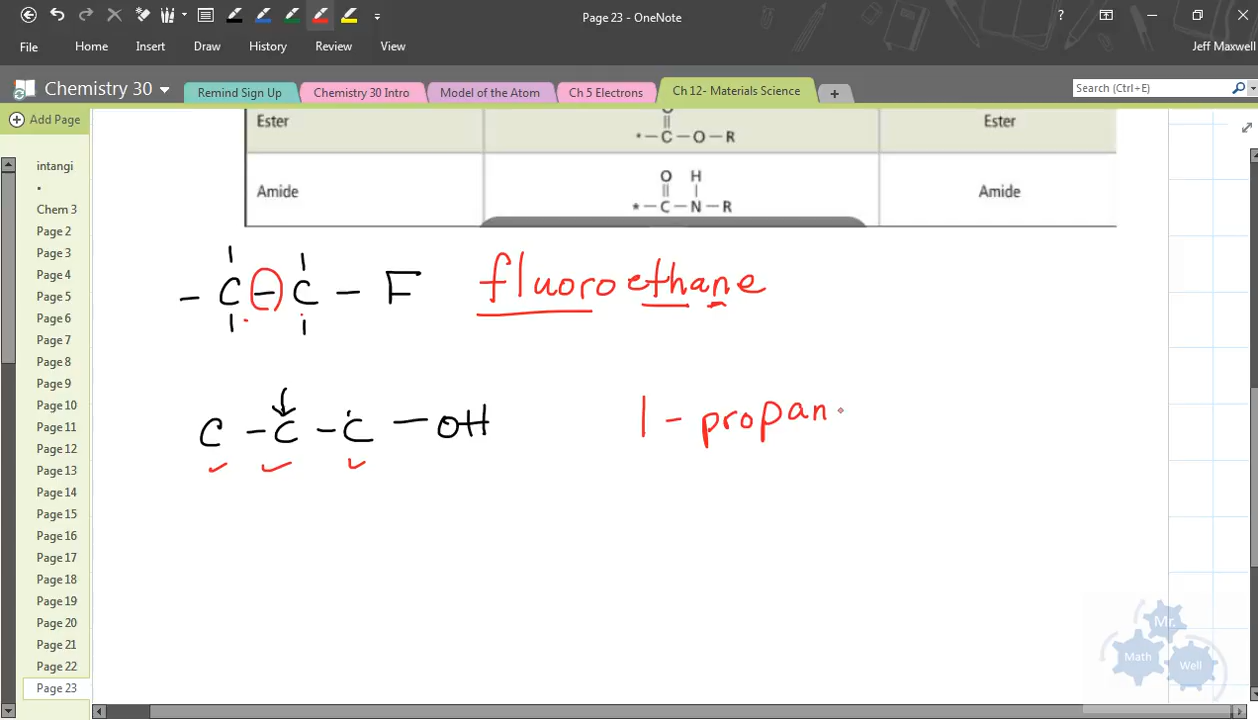 Page 23 - OneNote
?
File Home Insert Draw History Review View
Jeff Maxwell
Chemistry 30
Remind Sign Up
Chemistry 30 Intro
Model of the Atom
Ch 5 Electrons
Ch 12- Materials Science
Search (Ctrl+E)
Add Page
intangi
Chem 3
Page 2
Page 3
Page 4
Page 5
Page 6
Page 7
Page 8
Page 9
Page 10
Page 11
Page 12
Page 13
Page 14
Page 15
Page 16
Page 17
Page 18
Page 19
Page 20
Page 21
Page 22
Page 23
Ester
* — C — O — R
Ester
O H
Amide
* — C — N — R
Amide
- C - C - F fluoroethane
C - C - C - OH 1 - propan
Mr.
Math
Well